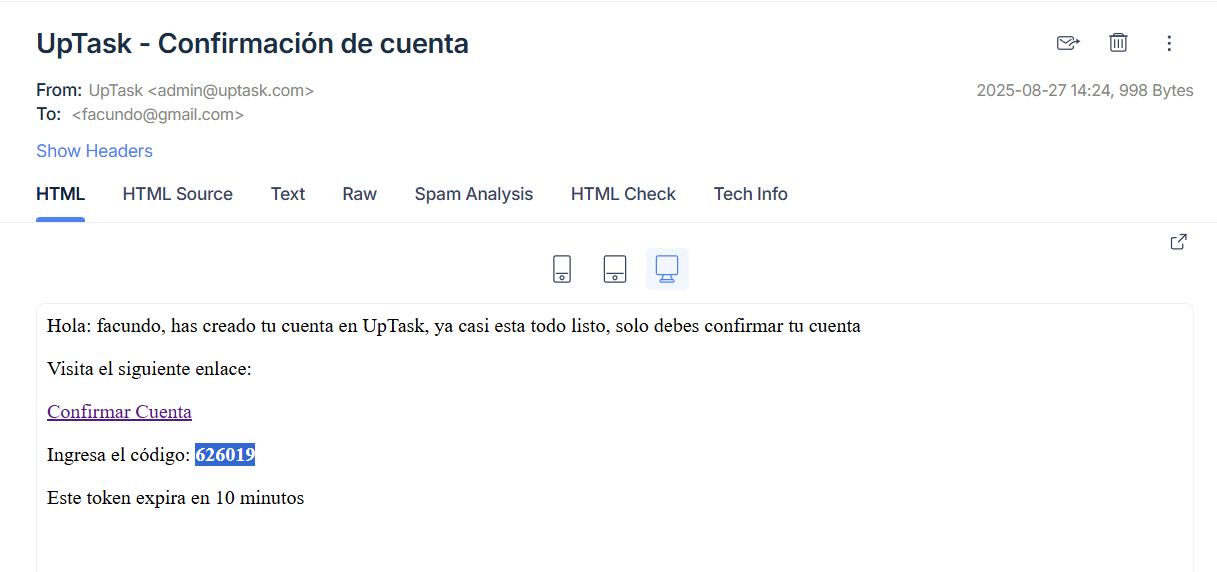 UpTask - Confirmación de cuenta
From: UpTask <admin@uptask.com>
2025-08-27 14:24, 998 Bytes
To: <facundo@gmail.com>
Show Headers
HTML HTML Source Text Raw Spam Analysis HTML Check Tech Info
Hola: facundo, has creado tu cuenta en UpTask, ya casi esta todo listo, solo debes confirmar tu cuenta
Visita el siguiente enlace:
Confirmar Cuenta
Ingresa el código: 626019
Este token expira en 10 minutos